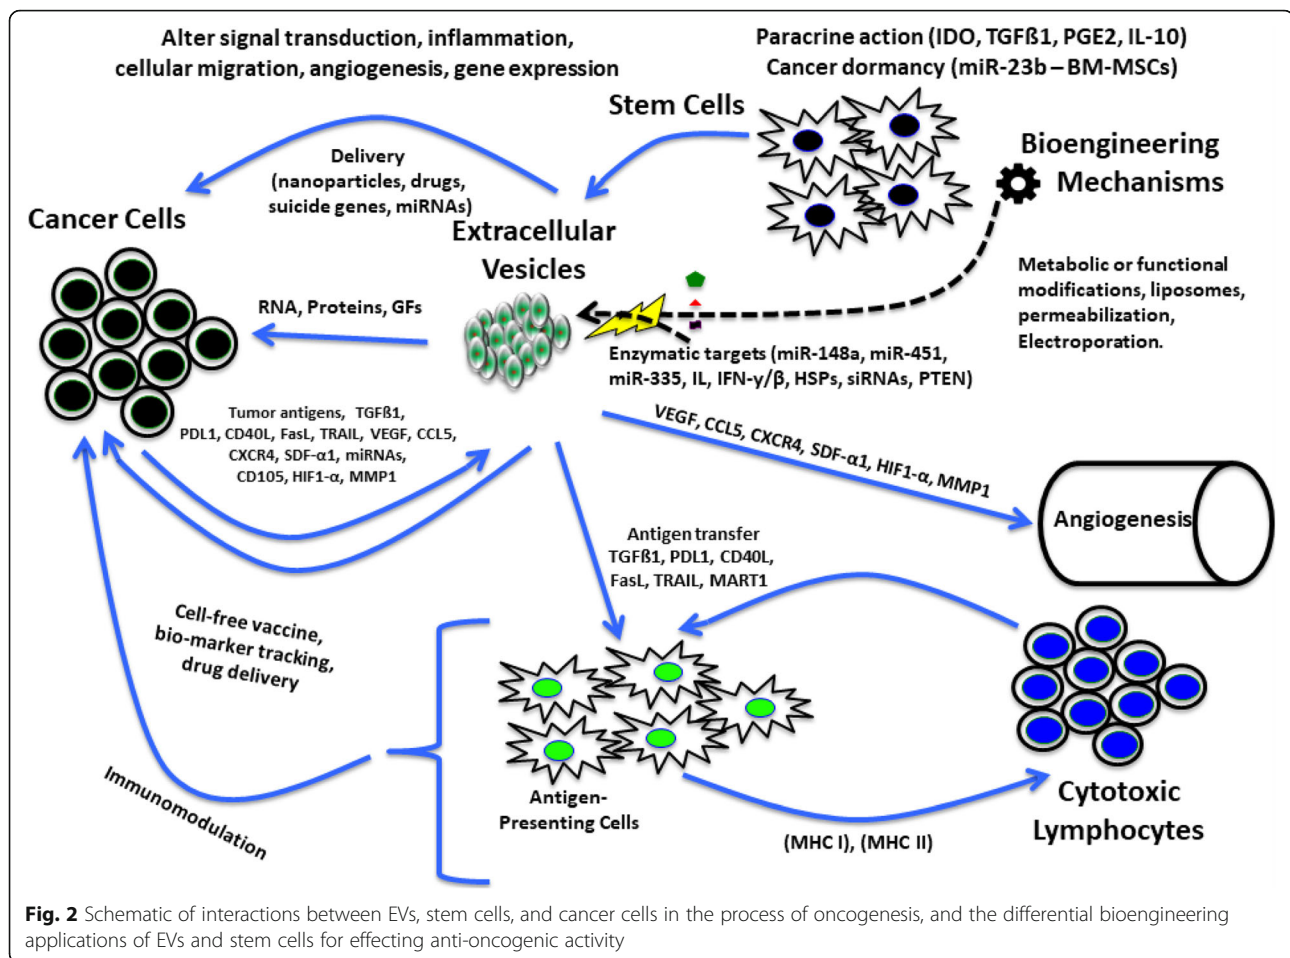 Alter signal transduction, inflammation,
cellular migration, angiogenesis, gene expression
Paracrine action (IDO, TGFß1, PGE2, IL-10)
Cancer dormancy (miR-23b – BM-MSCs)
Stem Cells
Bioengineering
Mechanisms
Delivery
(nanoparticles, drugs,
suicide genes, miRNAs)
Cancer Cells
Extracellular
Vesicles
Metabolic or functional
modifications, liposomes,
permeabilization,
Electroporation.
RNA, Proteins, GFs
Enzymatic targets (miR-148a, miR-451,
miR-335, IL, IFN-γ/β, HSPs, siRNAs, PTEN)
Tumor antigens, TGFß1,
PDL1, CD40L, FasL, TRAIL, VEGF, CCL5,
CXCR4, SDF-α1, miRNAs,
CD105, HIF1-α, MMP1
VEGF, CCL5, CXCR4, SDF-α1, HIF1-α, MMP1
Angiogenesis
Antigen transfer
TGFß1, PDL1, CD40L,
FasL, TRAIL, MART1
Cell-free vaccine,
bio-marker tracking,
drug delivery
Immunomodulation
Antigen-
Presenting Cells
(MHC I), (MHC II)
Cytotoxic
Lymphocytes
Fig. 2 Schematic of interactions between EVs, stem cells, and cancer cells in the process of oncogenesis, and the differential bioengineering
applications of EVs and stem cells for effecting anti-oncogenic activity